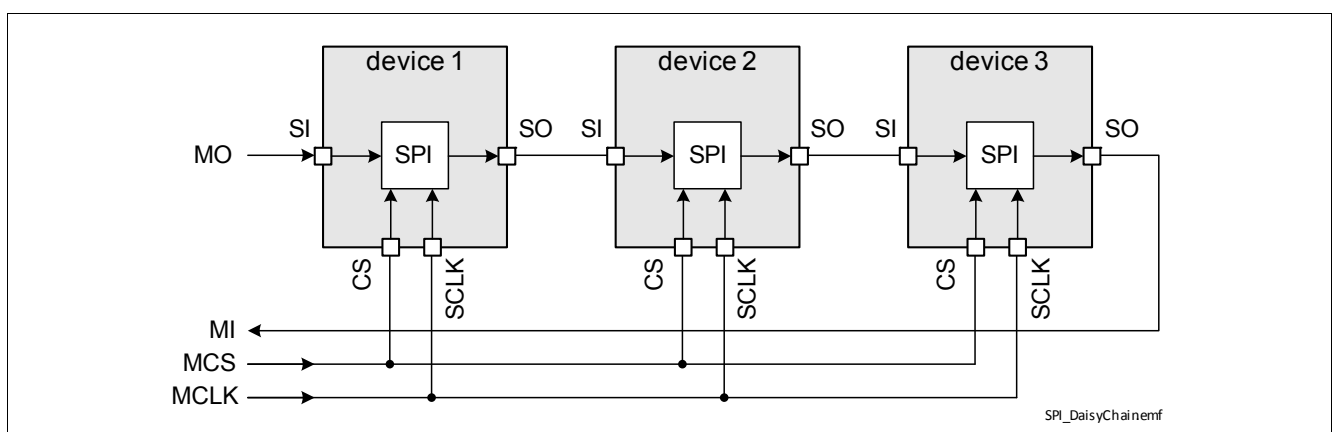 device 1 device 2 device 3
SI SO SI SO SI SO
MO SPI SPI SPI
CS SCLK CS SCLK CS SCLK
MI
MCS
MCLK
SPI_DaisyChainemf